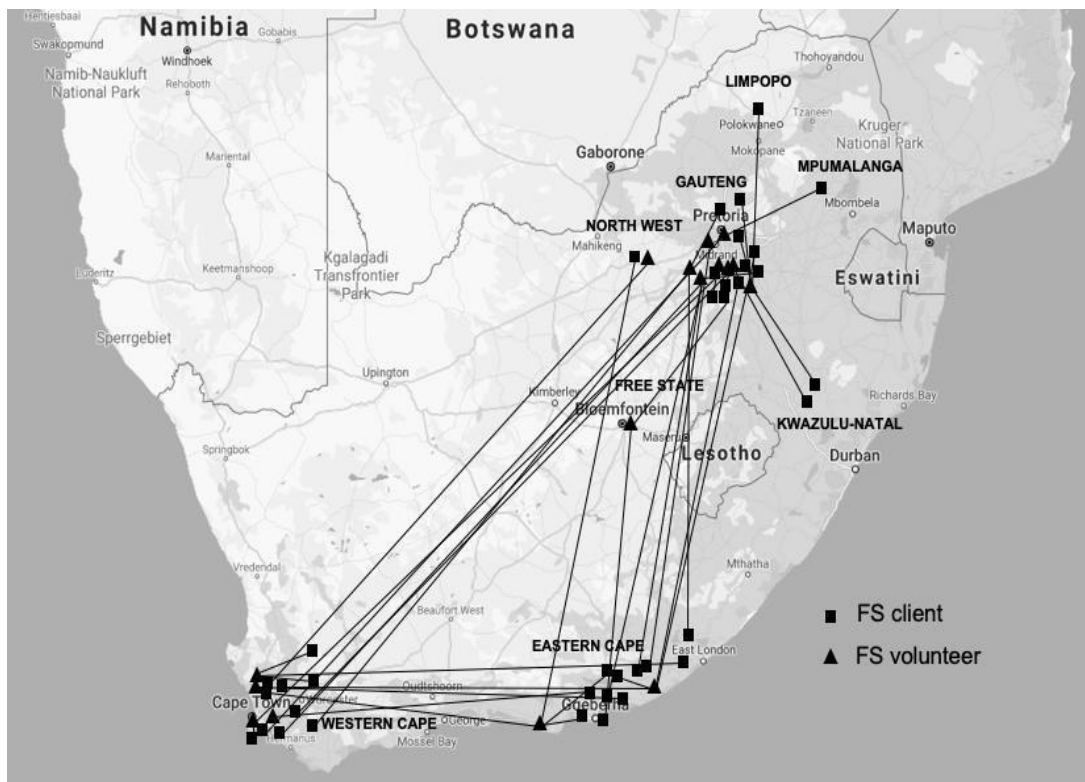 Hentiesbaai
Namibia
Gobabis
Botswana
Swakopmund
Windhoek
Thohoyandou
Namib-Naukluft
National Park
Rehoboth
LIMPOPO
Tzaneen
Polokwane
Kruger
National Park
Mokopane
Mariental
Gaborone
MPUMALANGA
GAUTENG
Mbombela
NORTH WEST
Pretoria
Mahikeng
Maputo
Midrand
Kgalagadi
Transfrontier
Park
Keetmanshoop
Luderitz
Eswatini
Sperrgebiet
Upington
FREE STATE
Kimberley
Richards Bay
Bloemfontein
KWAZULU-NATAL
Maseru
Lesotho
Springbok
Durban
Vredendal
Mthatha
Beaufort West
FS client
EASTERN CAPE
East London
FS volunteer
Oudtshoorn
Worcester
Cape Town
WESTERN CAPE
George
Gqeberha
Hermanus
Mossel Bay